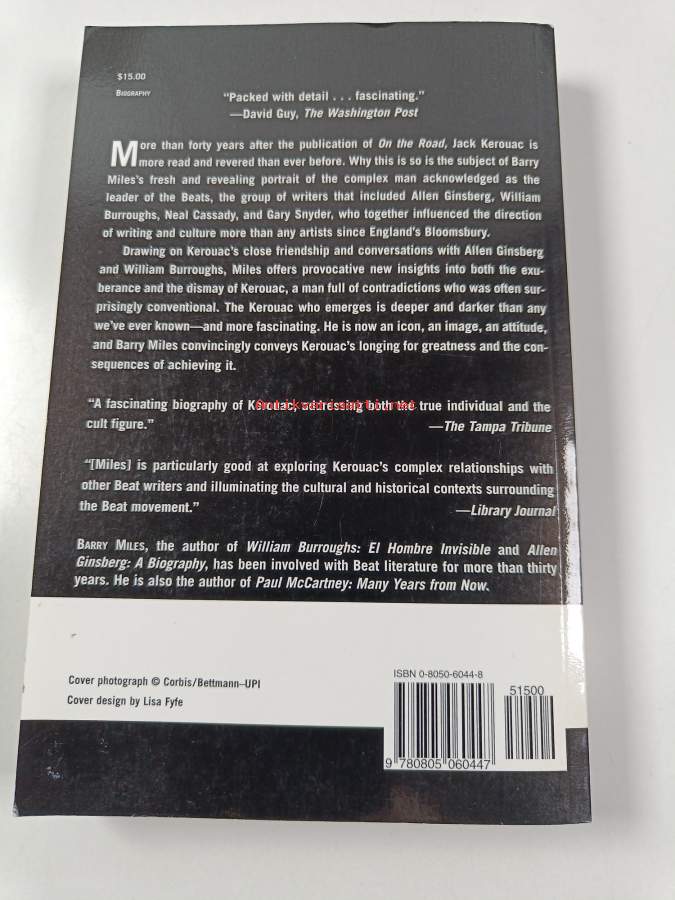 $15.00
BIOGRAPHY
“Packed with detail . . . fascinating.”
—David Guy, The Washington Post
More than forty years after the publication of On the Road, Jack Kerouac is
more read and revered than ever before. Why this is so is the subject of Barry
Miles’s fresh and revealing portrait of the complex man acknowledged as the
leader of the Beats, the group of writers that included Allen Ginsberg, William
Burroughs, Neal Cassady, and Gary Snyder, who together influenced the direction
of writing and culture more than any artists since England’s Bloomsbury.
Drawing on Kerouac’s close friendship and conversations with Allen Ginsberg
and William Burroughs, Miles offers provocative new insights into both the exu-
berance and the dismay of Kerouac, a man full of contradictions who was often sur-
prisingly conventional. The Kerouac who emerges is deeper and darker than any
we’ve ever known—and more fascinating. He is now an icon, an image, an attitude,
and Barry Miles convincingly conveys Kerouac’s longing for greatness and the con-
sequences of achieving it.
“A fascinating biography of Kerouac, addressing both the true individual and the
cult figure.”
—The Tampa Tribune
“[Miles] is particularly good at exploring Kerouac’s complex relationships with
other Beat writers and illuminating the cultural and historical contexts surrounding
the Beat movement.”
—Library Journal
BARRY MILES, the author of William Burroughs: El Hombre Invisible and Allen
Ginsberg: A Biography, has been involved with Beat literature for more than thirty
years. He is also the author of Paul McCartney: Many Years from Now.
Cover photograph © Corbis/Bettmann–UPI
Cover design by Lisa Fyfe
ISBN 0-8050-6044-8
51500
9 780805 060447